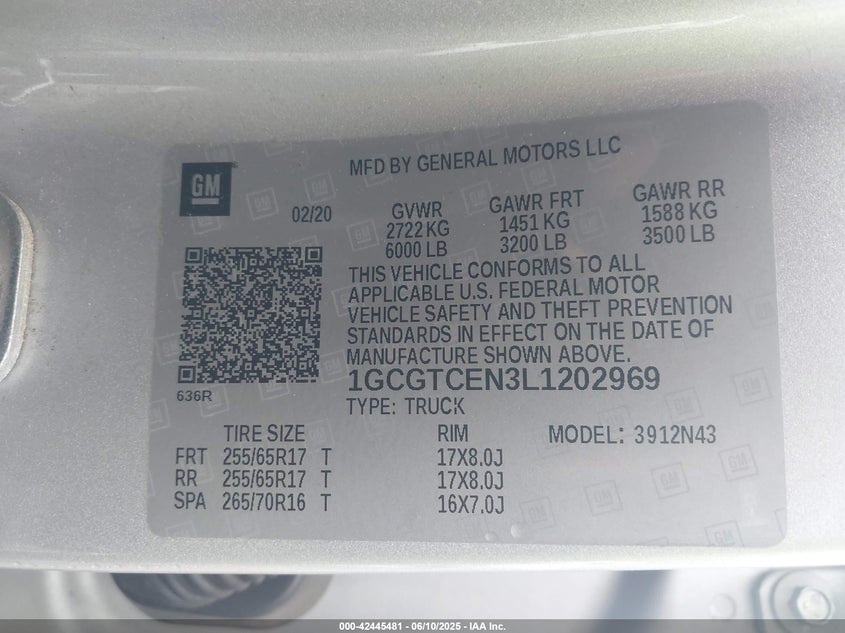 MFD BY GENERAL MOTORS LLC
GM
02/20
GVWR
2722 KG
6000 LB
GAWR FRT
1451 KG
3200 LB
GAWR RR
1588 KG
3500 LB
THIS VEHICLE CONFORMS TO ALL
APPLICABLE U.S. FEDERAL MOTOR
VEHICLE SAFETY AND THEFT PREVENTION
STANDARDS IN EFFECT ON THE DATE OF
MANUFACTURE SHOWN ABOVE.
636R
1GCGTCEN3L1202969
TYPE: TRUCK
TIRE SIZE RIM MODEL: 3912N43
FRT 255/65R17 T 17X8.0J
RR 255/65R17 T 17X8.0J
SPA 265/70R16 T 16X7.0J
000-42445481 - 06/10/2025 - IAA Inc.